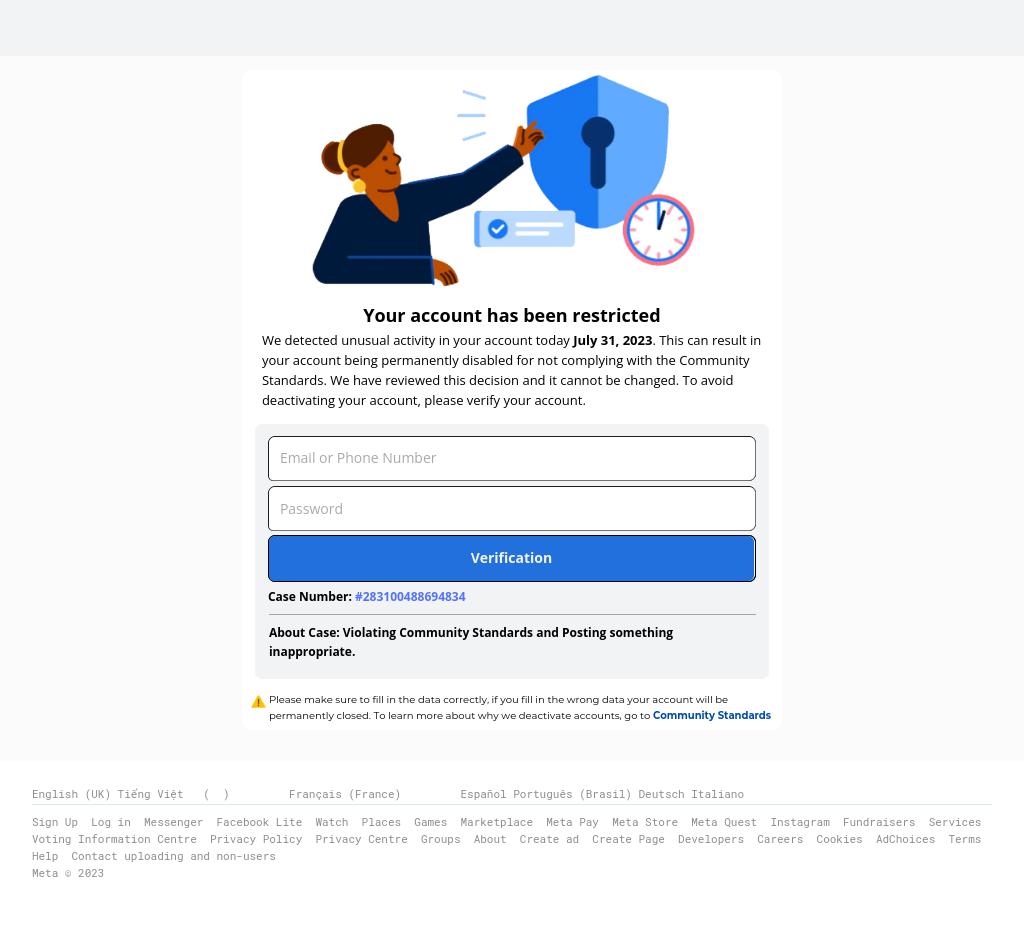 Your account has been restricted
We detected unusual activity in your account today July 31, 2023. This can result in
your account being permanently disabled for not complying with the Community
Standards. We have reviewed this decision and it cannot be changed. To avoid
deactivating your account, please verify your account.
Email or Phone Number
Password
Verification
Case Number: #283100488694834
About Case: Violating Community Standards and Posting something
inappropriate.
Please make sure to fill in the data correctly, if you fill in the wrong data your account will be
permanently closed. To learn more about why we deactivate accounts, go to Community Standards
English (UK) Tiếng Việt ( ) Français (France) Español Português (Brasil) Deutsch Italiano
Sign Up Log in Messenger Facebook Lite Watch Places Games Marketplace Meta Pay Meta Store Meta Quest Instagram Fundraisers Services
Voting Information Centre Privacy Policy Privacy Centre Groups About Create ad Create Page Developers Careers Cookies AdChoices Terms
Help Contact uploading and non-users
Meta © 2023